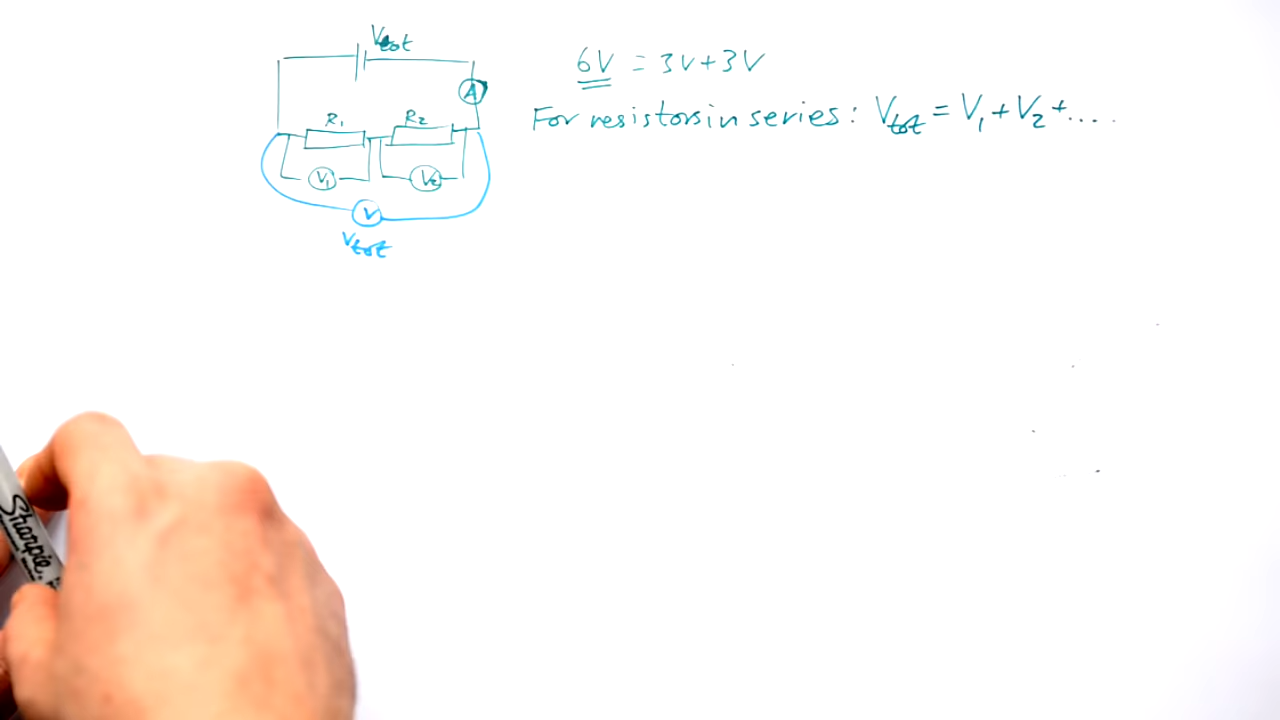 Vtot
A
R1 R2
V1 V2
V
Vtot
6V = 3V+3V
For resistors in series: Vtot = V1 + V2 + ....
Sharpie